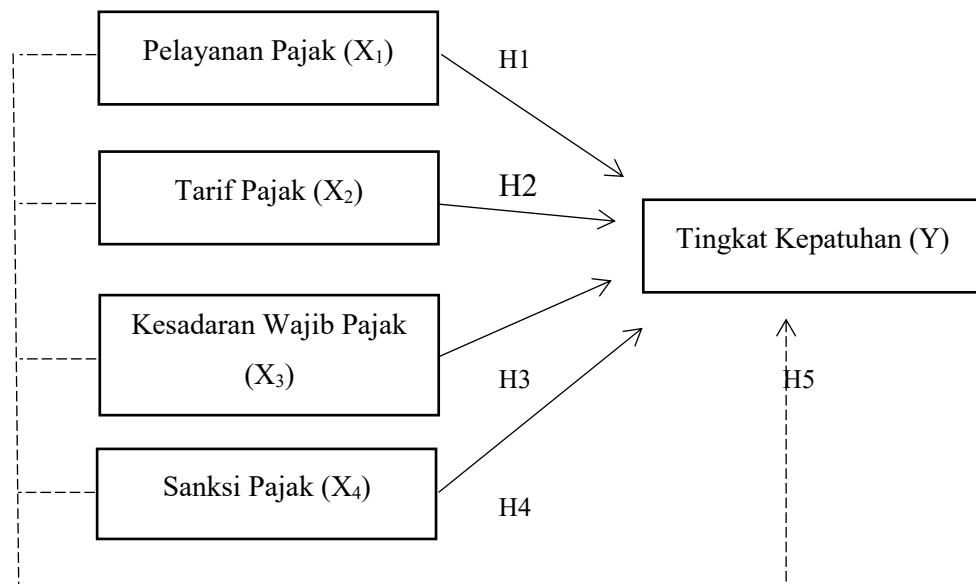 Pelayanan Pajak (X₁)
H1
Tarif Pajak (X₂)
H2
Tingkat Kepatuhan (Y)
Kesadaran Wajib Pajak
(X₃)
H3
H5
Sanksi Pajak (X₄)
H4